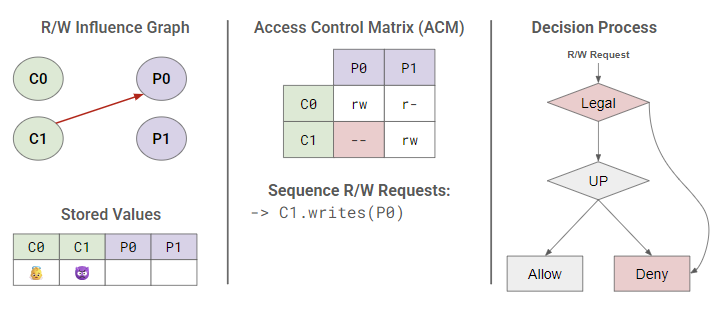 R/W Influence Graph
C0
P0
C1
P1
Stored Values
C0 C1 P0 P1
Access Control Matrix (ACM)
P0 P1
C0 rw r-
C1 -- rw
Sequence R/W Requests:
-> C1.writes(P0)
Decision Process
R/W Request
Legal
UP
Allow
Deny